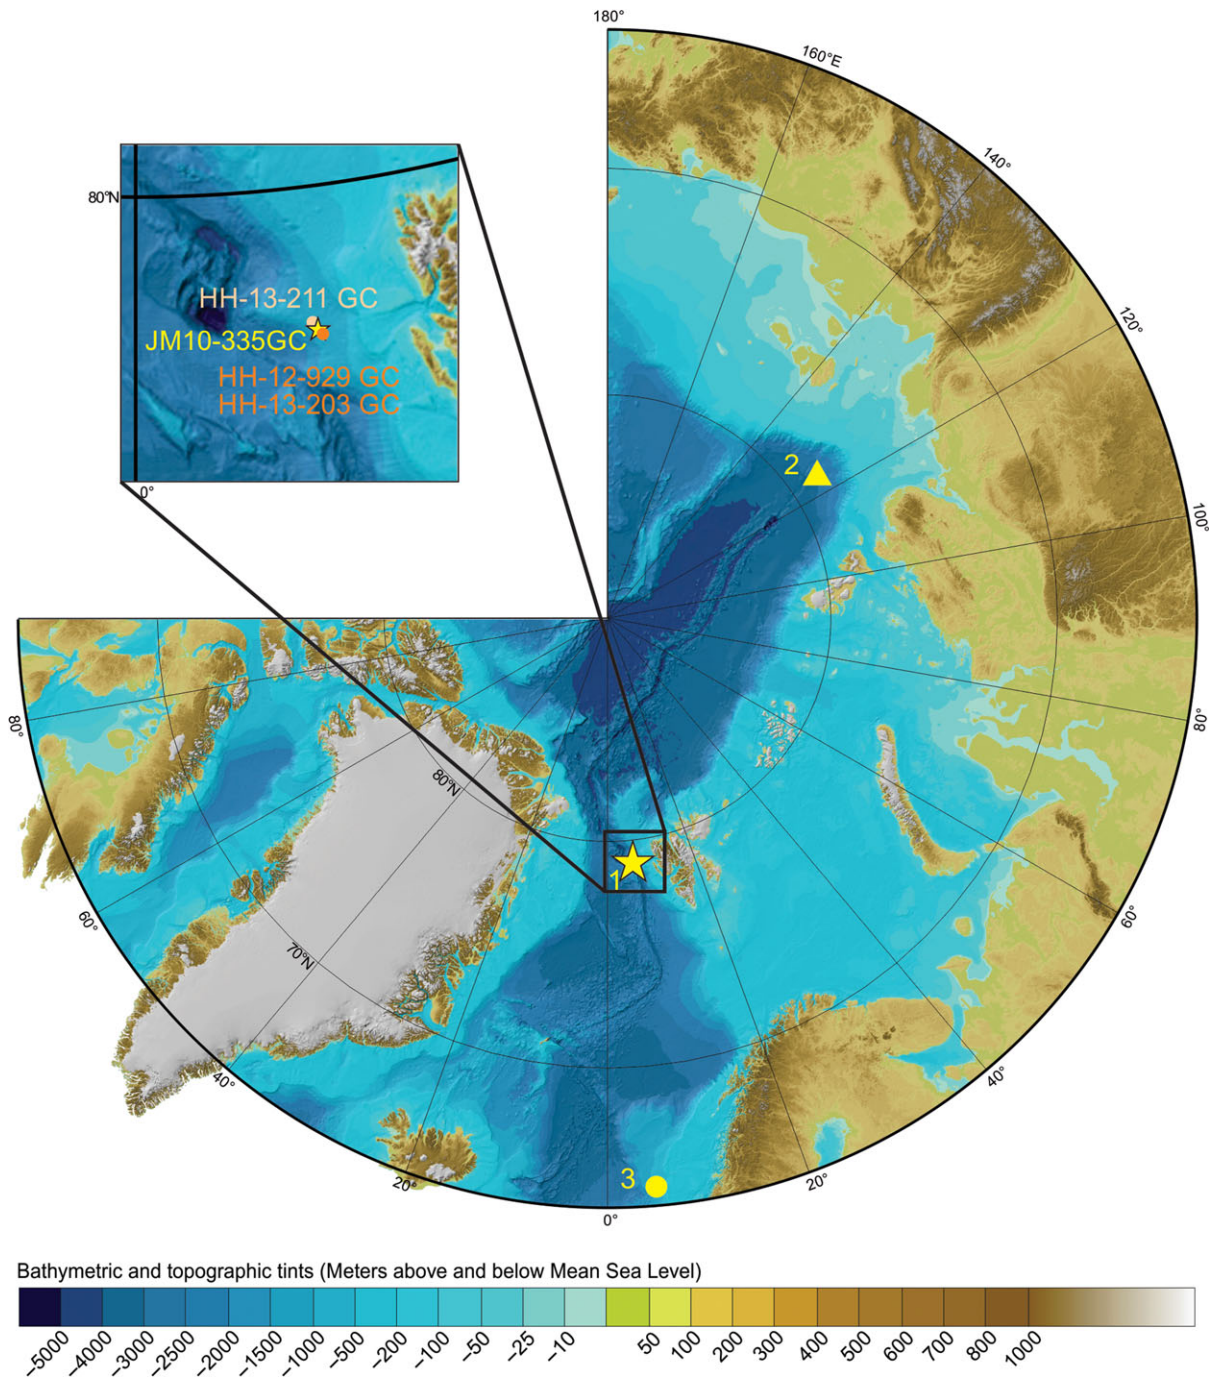 180°
160°E
140°
120°
100°
80°
60°
40°
20°
0°
20°
40°
60°
80°
80°N
70°N
80°N
0°
HH-13-211 GC
JM10-335GC
HH-12-929 GC
HH-13-203 GC
1
2
3
Bathymetric and topographic tints (Meters above and below Mean Sea Level)
−5000 −4000 −3000 −2500 −2000 −1500 −1000 −500 −100 −50 −25 −10 50 100 200 300 400 500 600 700 800 1000